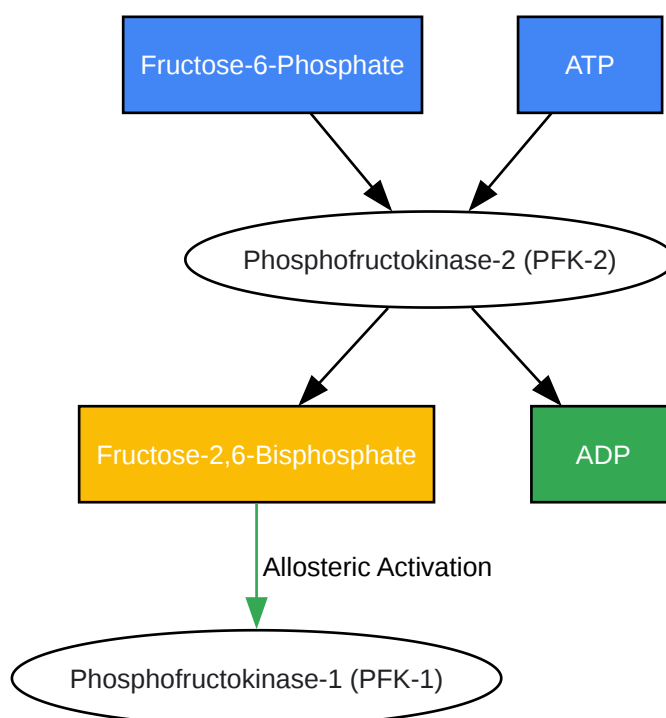 Fructose-6-Phosphate
ATP
Phosphofructokinase-2 (PFK-2)
Fructose-2,6-Bisphosphate
ADP
Allosteric Activation
Phosphofructokinase-1 (PFK-1)